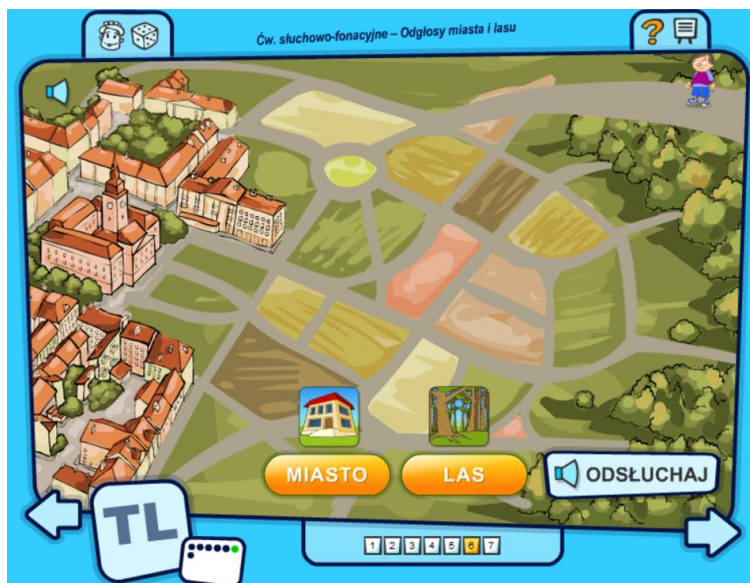 Ćw. słuchowo-fonacyjne – Odgłosy miasta i lasu
?
MIASTO LAS ODSŁUCHAJ
TL
1 2 3 4 5 6 7